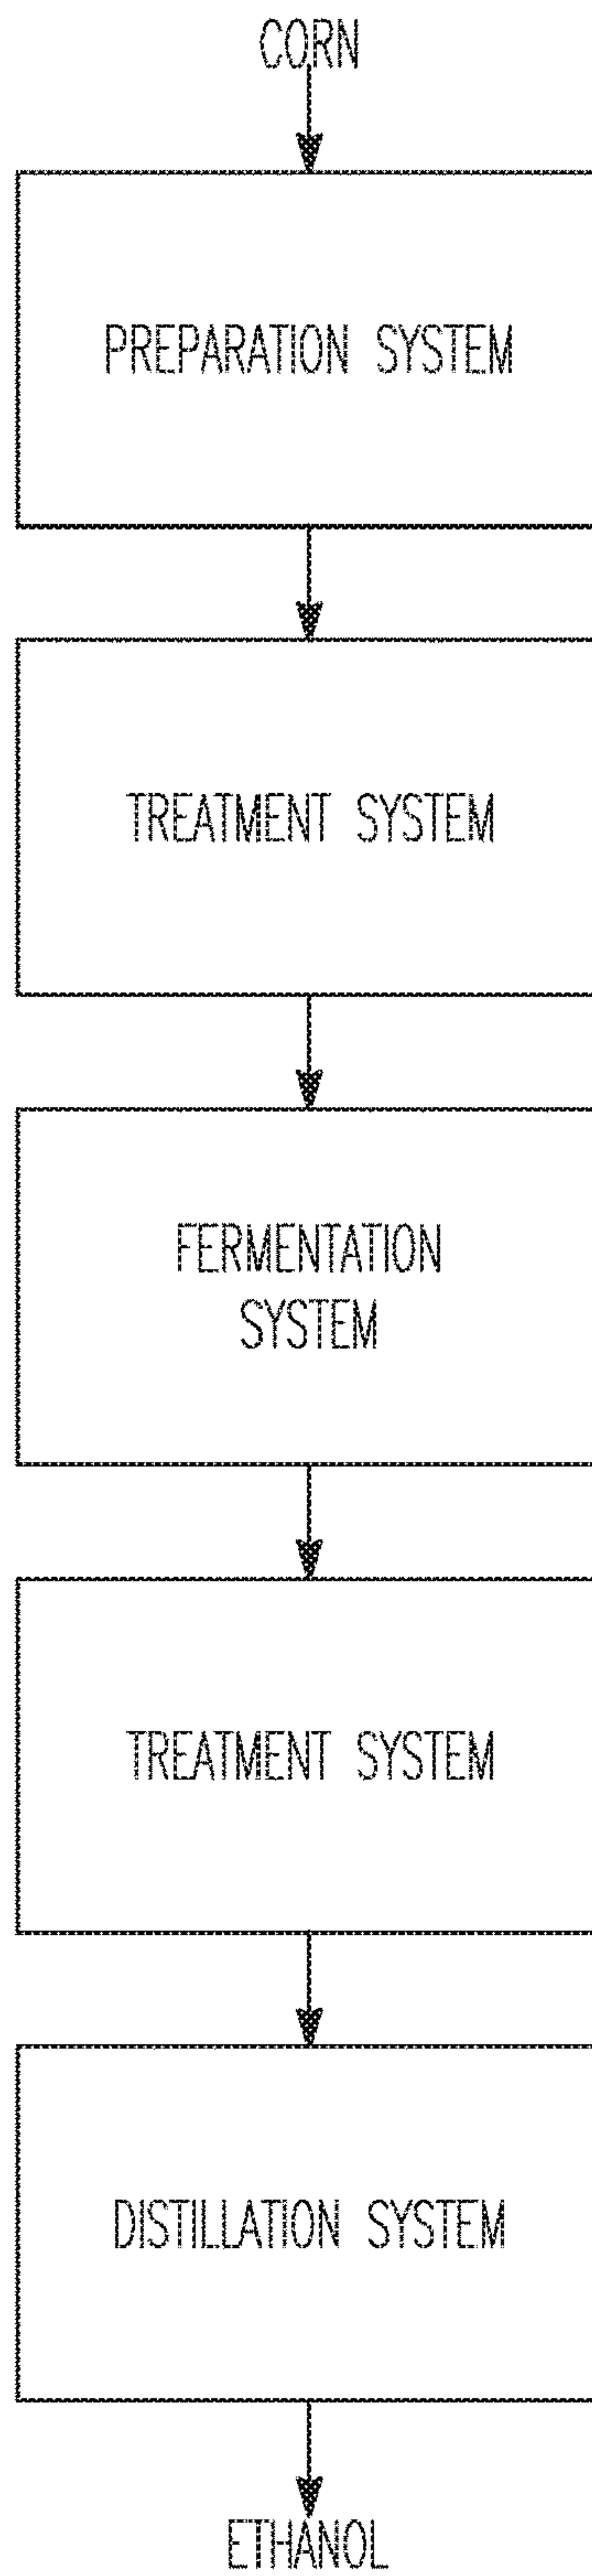 CORN
PREPARATION SYSTEM
TREATMENT SYSTEM
FERMENTATION
SYSTEM
TREATMENT SYSTEM
DISTILLATION SYSTEM
ETHANOL